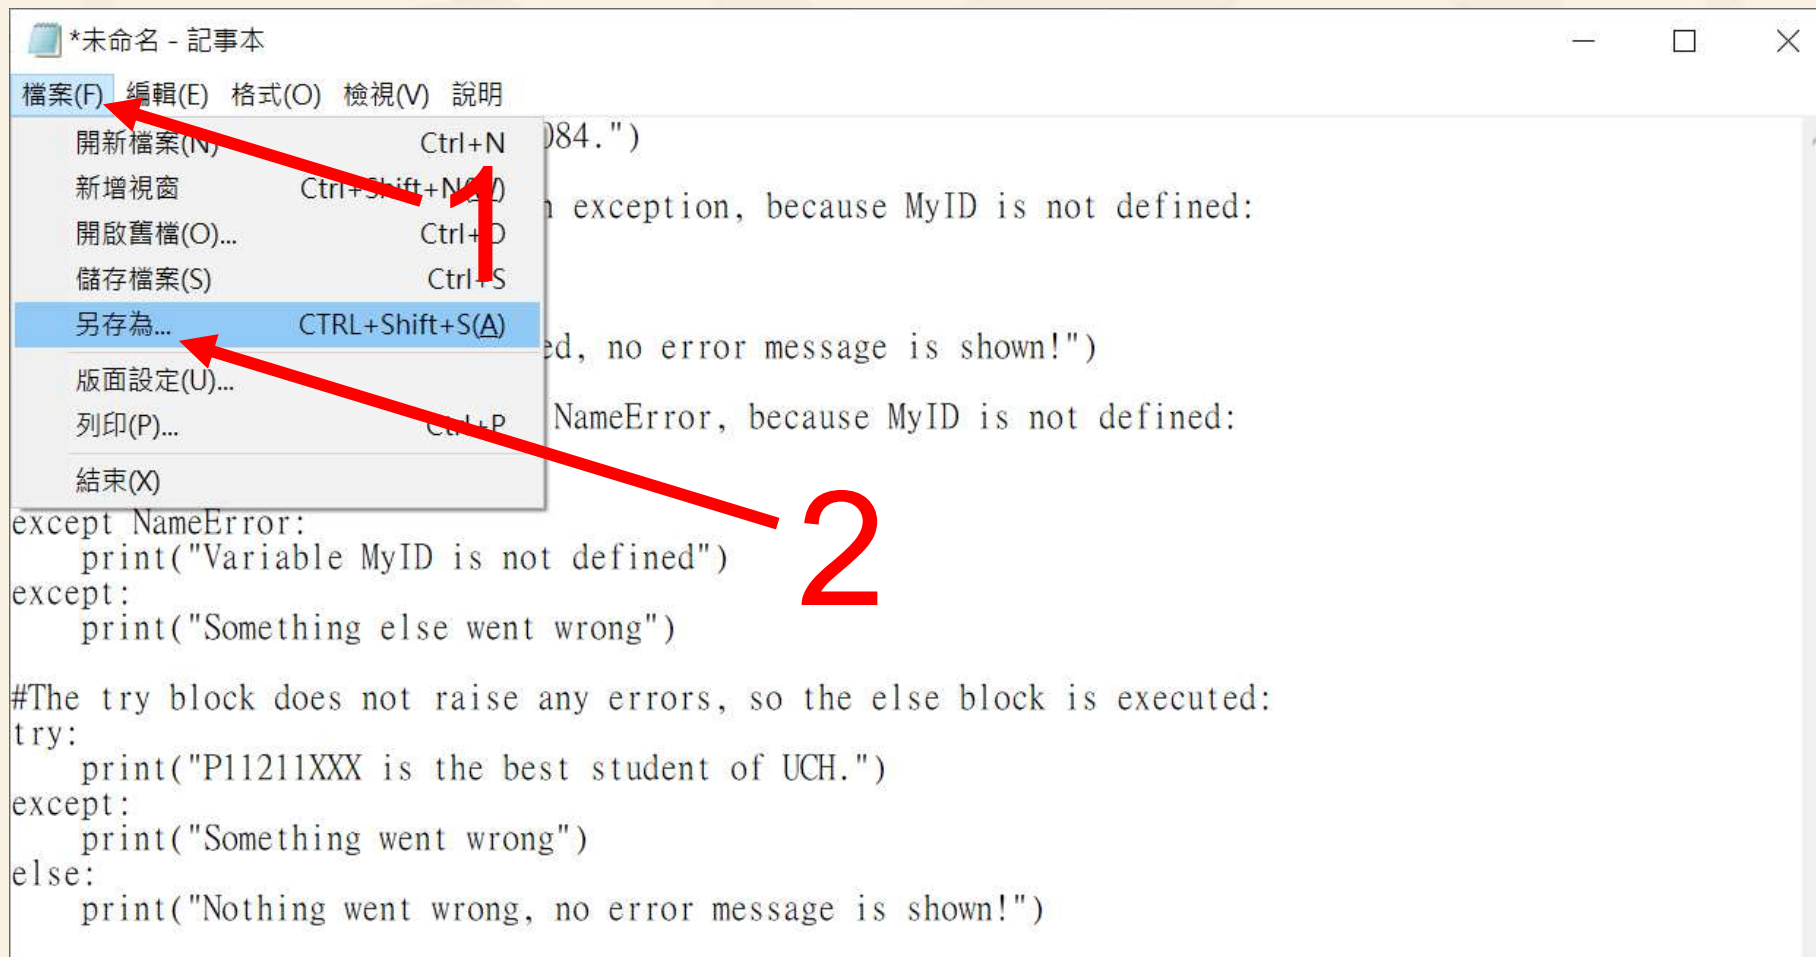 *未命名 - 記事本
檔案(F) 編輯(E) 格式(O) 檢視(V) 說明
開新檔案(N) Ctrl+N
新增視窗 Ctrl+Shift+N(W)
開啟舊檔(O)... Ctrl+O
儲存檔案(S) Ctrl+S
另存為... CTRL+Shift+S(A)
版面設定(U)...
列印(P)... Ctrl+P
結束(X)
1
2
084.")
exception, because MyID is not defined:
ed, no error message is shown!")
NameError, because MyID is not defined:
except NameError:
print("Variable MyID is not defined")
except:
print("Something else went wrong")
#The try block does not raise any errors, so the else block is executed:
try:
print("P11211XXX is the best student of UCH.")
except:
print("Something went wrong")
else:
print("Nothing went wrong, no error message is shown!")